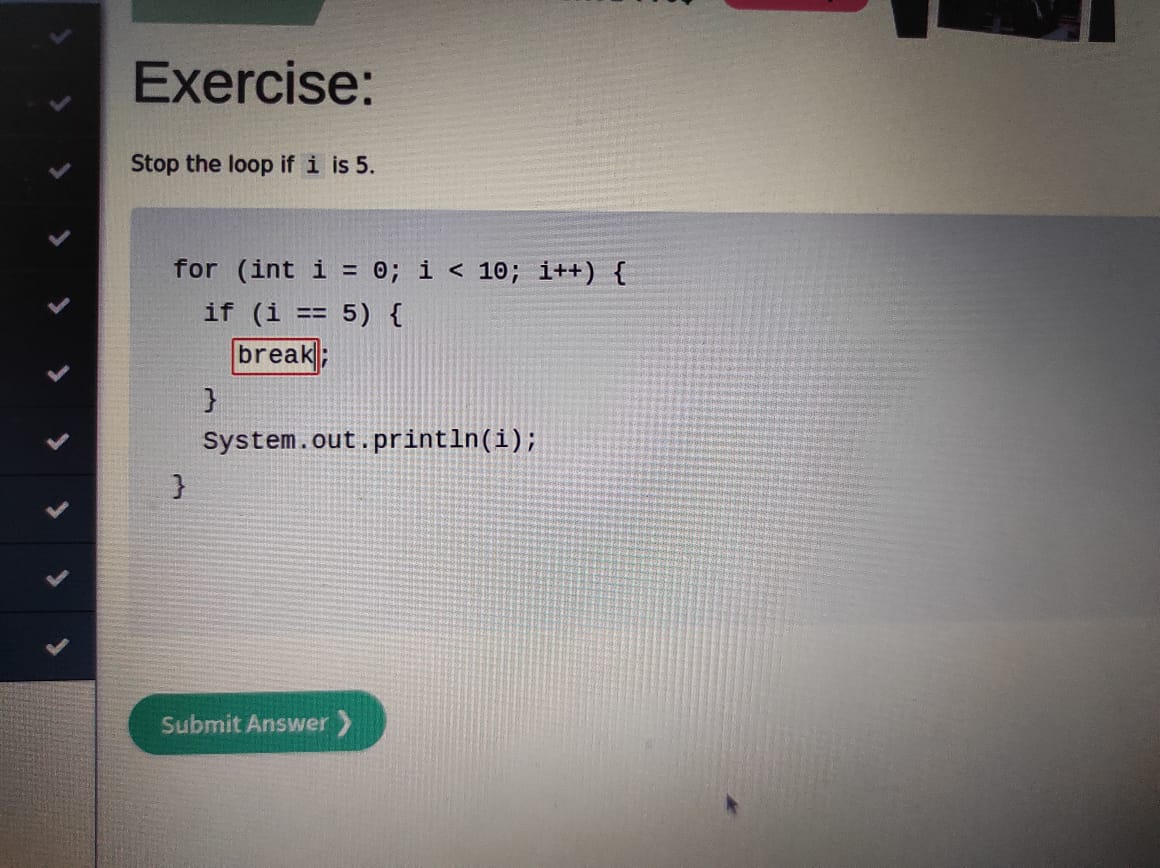 Exercise:
Stop the loop if i is 5.
for (int i = 0; i < 10; i++) {
if (i == 5) {
break;
}
System.out.println(i);
}
Submit Answer ❯